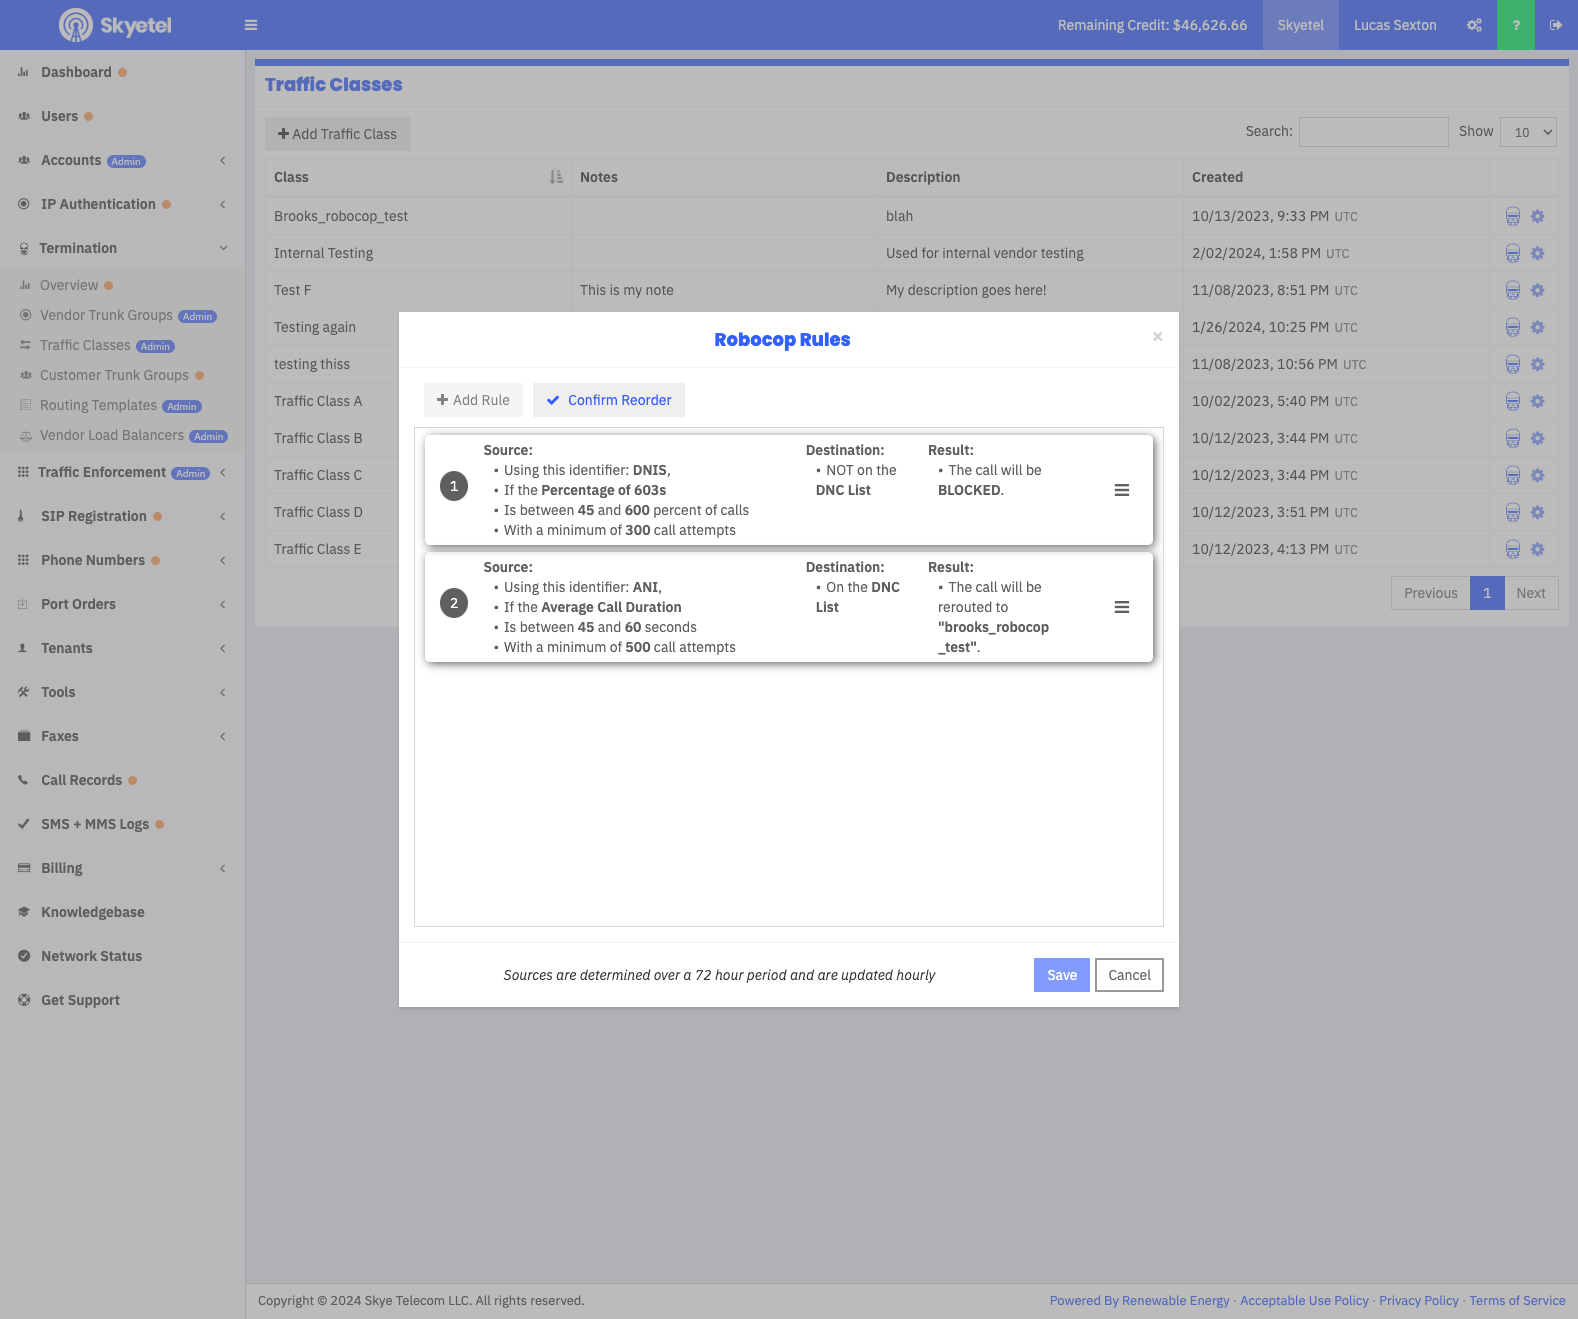 Skyetel
Remaining Credit: $46,626.66
Skyetel
Lucas Sexton
?
Dashboard
Users
Accounts Admin
IP Authentication
Termination
Overview
Vendor Trunk Groups Admin
Traffic Classes Admin
Customer Trunk Groups
Routing Templates Admin
Vendor Load Balancers Admin
Traffic Enforcement Admin
SIP Registration
Phone Numbers
Port Orders
Tenants
Tools
Faxes
Call Records
SMS + MMS Logs
Billing
Knowledgebase
Network Status
Get Support
Traffic Classes
Add Traffic Class
Search:
Show 10
Class Notes Description Created
Brooks_robocop_test blah 10/13/2023, 9:33 PM UTC
Internal Testing Used for internal vendor testing 2/02/2024, 1:58 PM UTC
Test F This is my note My description goes here! 11/08/2023, 8:51 PM UTC
Testing again 1/26/2024, 10:25 PM UTC
testing thiss 11/08/2023, 10:56 PM UTC
Traffic Class A 10/02/2023, 5:40 PM UTC
Traffic Class B 10/12/2023, 3:44 PM UTC
Traffic Class C 10/12/2023, 3:44 PM UTC
Traffic Class D 10/12/2023, 3:51 PM UTC
Traffic Class E 10/12/2023, 4:13 PM UTC
Previous 1 Next
Robocop Rules
×
Add Rule
Confirm Reorder
1
Source:
• Using this identifier: DNIS,
• If the Percentage of 603s
• Is between 45 and 600 percent of calls
• With a minimum of 300 call attempts
Destination:
• NOT on the
DNC List
Result:
• The call will be
BLOCKED.
2
Source:
• Using this identifier: ANI,
• If the Average Call Duration
• Is between 45 and 60 seconds
• With a minimum of 500 call attempts
Destination:
• On the DNC
List
Result:
• The call will be
rerouted to
"brooks_robocop
_test".
Sources are determined over a 72 hour period and are updated hourly
Save
Cancel
Copyright © 2024 Skye Telecom LLC. All rights reserved.
Powered By Renewable Energy · Acceptable Use Policy · Privacy Policy · Terms of Service